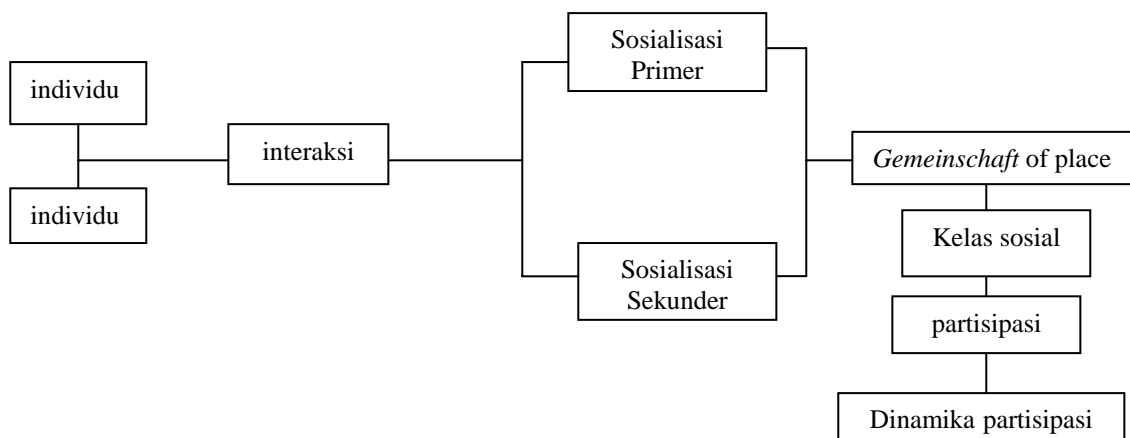 individu
individu
interaksi
Sosialisasi
Primer
Sosialisasi
Sekunder
Gemeinschaft of place
Kelas sosial
partisipasi
Dinamika partisipasi